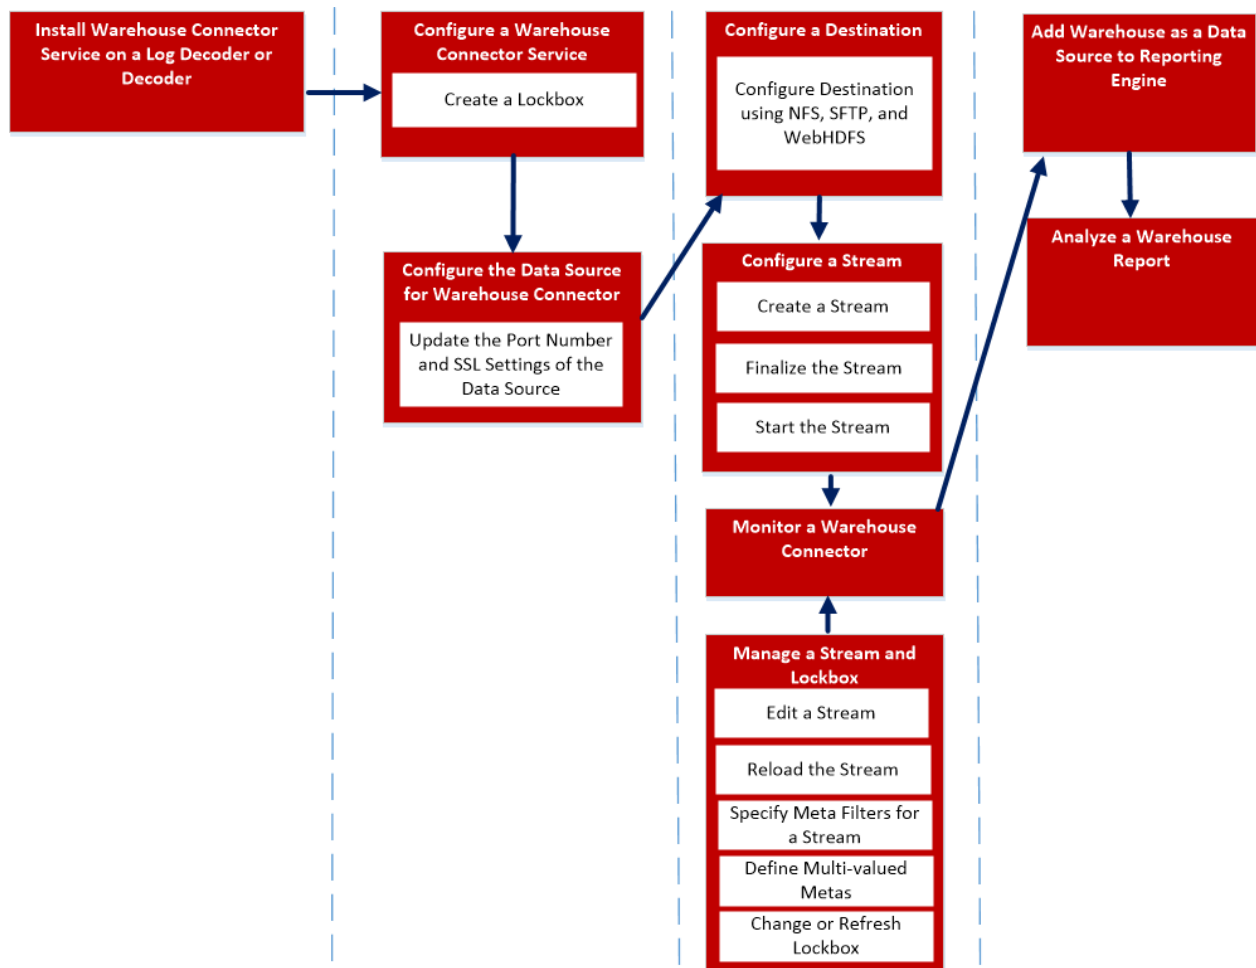 Install Warehouse Connector
Service on a Log Decoder or
Decoder
Configure a Warehouse
Connector Service
Create a Lockbox
Configure the Data Source
for Warehouse Connector
Update the Port Number
and SSL Settings of the
Data Source
Configure a Destination
Configure Destination
using NFS, SFTP, and
WebHDFS
Configure a Stream
Create a Stream
Finalize the Stream
Start the Stream
Monitor a Warehouse
Connector
Manage a Stream and
Lockbox
Edit a Stream
Reload the Stream
Specify Meta Filters for
a Stream
Define Multi-valued
Metas
Change or Refresh
Lockbox
Add Warehouse as a Data
Source to Reporting
Engine
Analyze a Warehouse
Report